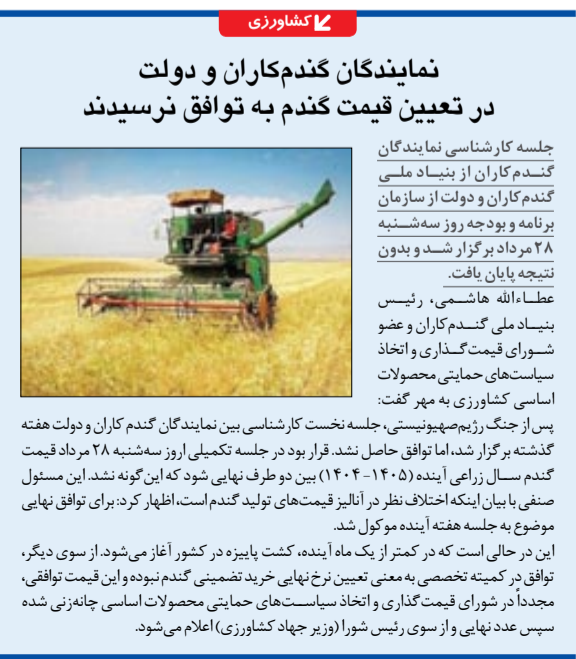 کشاورزی
نمایندگان گندم‌کاران و دولت
در تعیین قیمت گندم به توافق نرسیدند
جلسه کارشناسی نمایندگان
گندم‌کاران از بنیاد ملی
گندم‌کاران و دولت از سازمان
برنامه و بودجه روز سه‌شنبه
۲۸ مرداد برگزار شد و بدون
نتیجه پایان یافت.
عطاءالله هاشمی، رئیس
بنیاد ملی گندم‌کاران و عضو
شورای قیمت‌گذاری و اتخاذ
سیاست‌های حمایتی محصولات
اساسی کشاورزی به مهر گفت:
پس از جنگ رژیم‌صهیونیستی، جلسه نخست کارشناسی بین نمایندگان گندم کاران و دولت هفته
گذشته برگزار شد، اما توافق حاصل نشد. قرار بود در جلسه تکمیلی اروز سه‌شنبه ۲۸ مرداد قیمت
گندم سال زراعی آینده (۱۴۰۵-۱۴۰۴) بین دو طرف نهایی شود که این‌گونه نشد. این مسئول
صنفی با بیان اینکه اختلاف نظر در آنالیز قیمت‌های تولید گندم است، اظهار کرد: برای توافق نهایی
موضوع به جلسه هفته آینده موکول شد.
این در حالی است که در کمتر از یک ماه آینده، کشت پاییزه در کشور آغاز می‌شود. از سوی دیگر،
توافق در کمیته تخصصی به معنی تعیین نرخ نهایی خرید تضمینی گندم نبوده و این قیمت توافقی،
مجدداً در شورای قیمت‌گذاری و اتخاذ سیاست‌های حمایتی محصولات اساسی چانه‌زنی شده
سپس عدد نهایی و از سوی رئیس شورا (وزیر جهاد کشاورزی) اعلام می‌شود.